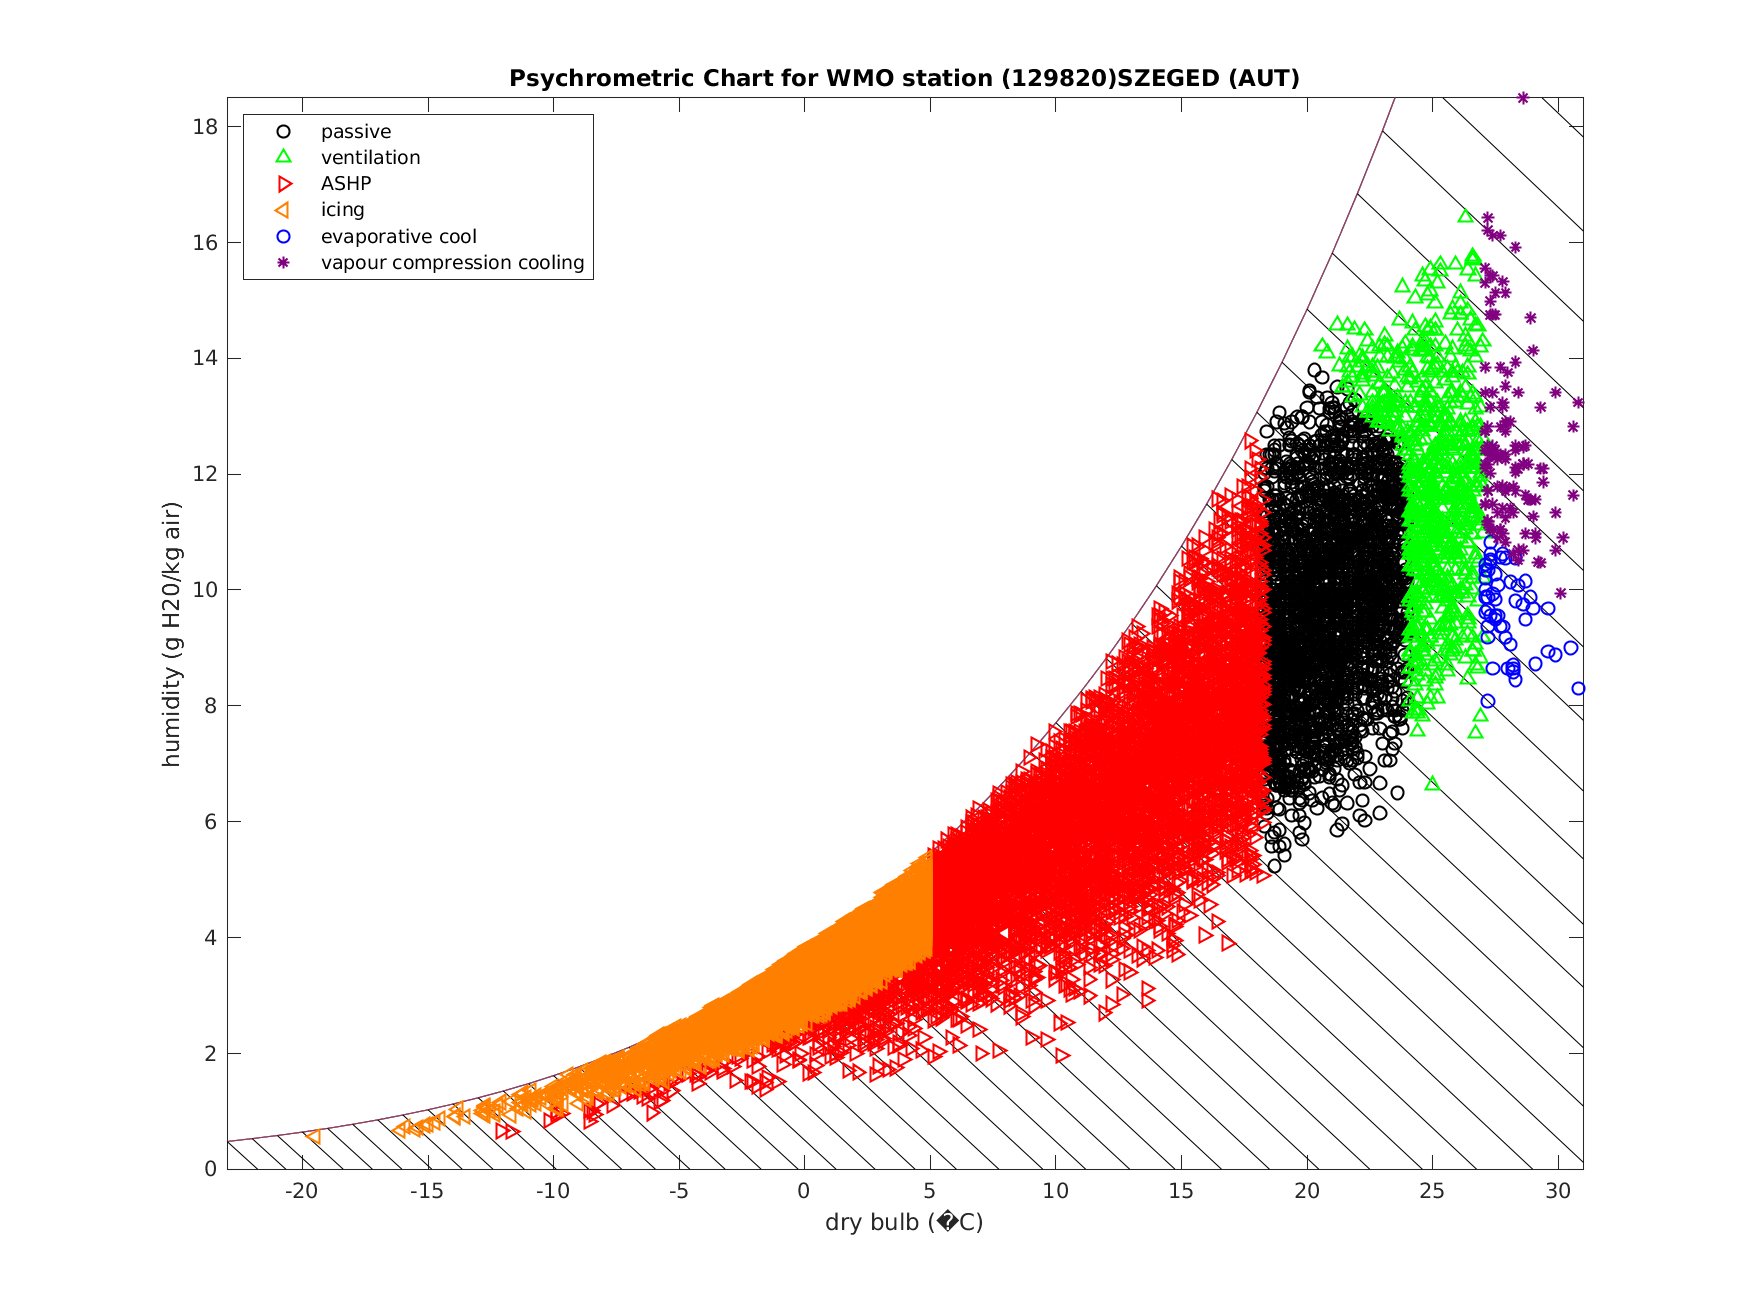 Psychrometric Chart for WMO station (129820)SZEGED (AUT)
passive
ventilation
ASHP
icing
evaporative cool
vapour compression cooling
humidity (g H20/kg air)
18
16
14
12
10
8
6
4
2
0
-20 -15 -10 -5 0 5 10 15 20 25 30
dry bulb (�C)